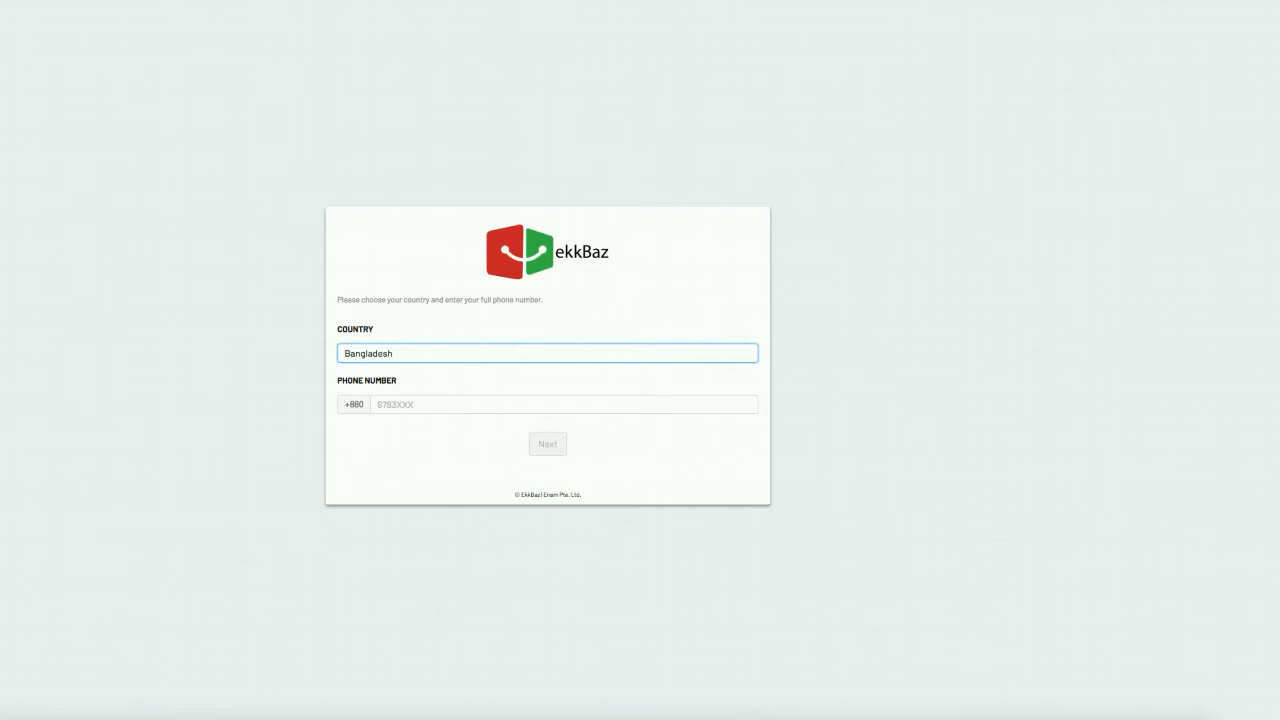 ekkBaz
Please choose your country and enter your full phone number.
COUNTRY
Bangladesh
PHONE NUMBER
+880 6793XXX
Next
© EkkBaz | Enam Pte. Ltd.